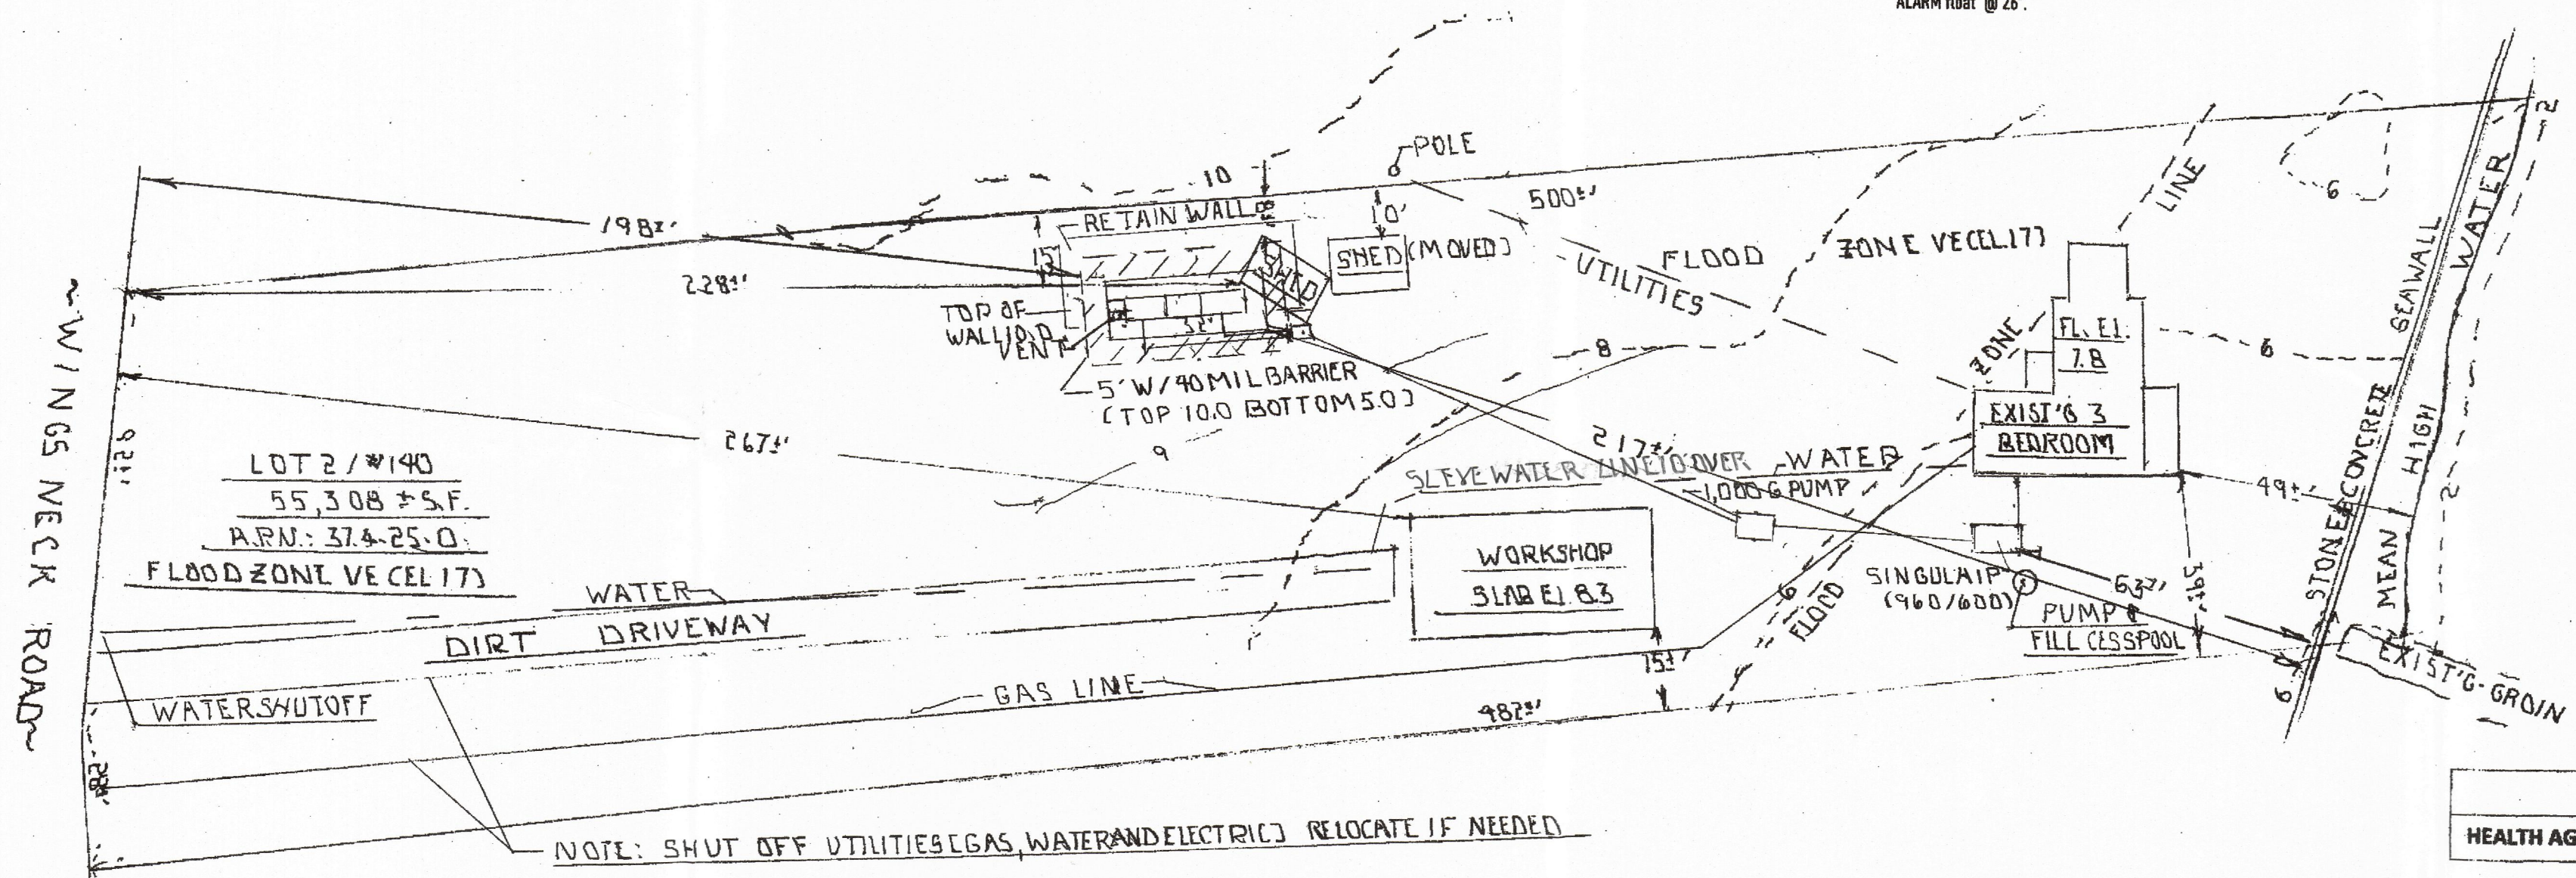 ALARM float @ 26".
POLE
10
198±'
RETAIN WALL
10'
500±'
SHED (MOVED)
SHED
15'
228±'
UTILITIES
FLOOD
ZONE VE (EL 17)
LINE
6
2
TOP OF
WALL 10.0
VENT
32'
5' W/ 40 MIL BARRIER
(TOP 10.0 BOTTOM 5.0)
8
ZONE
FL. El.
7.8
6
EXIST'G 3
BEDROOM
SEAWALL
STONE &
MEAN HIGH WATER
2
~WINGS NECK ROAD~
267±'
9
217±'
SLEVE WATER LINE 10' OVER
WATER
1,000 G PUMP
49±'
LOT 2 / #140
55,308 ± S.F.
A.P.N.: 37.4-25.0
FLOOD ZONE VE (EL 17)
WORKSHOP
SLAB El. 8.3
SINGULAIR
(960/600)
63±'
39±'
PUMP &
FILL CESSPOOL
6
FLOOD
WATER
DIRT DRIVEWAY
WATER SHUTOFF
GAS LINE
15±'
482±'
6
EXIST'G GROIN
28±'
NOTE: SHUT OFF UTILITIES [GAS, WATER AND ELECTRIC] RELOCATE IF NEEDED
HEALTH AG